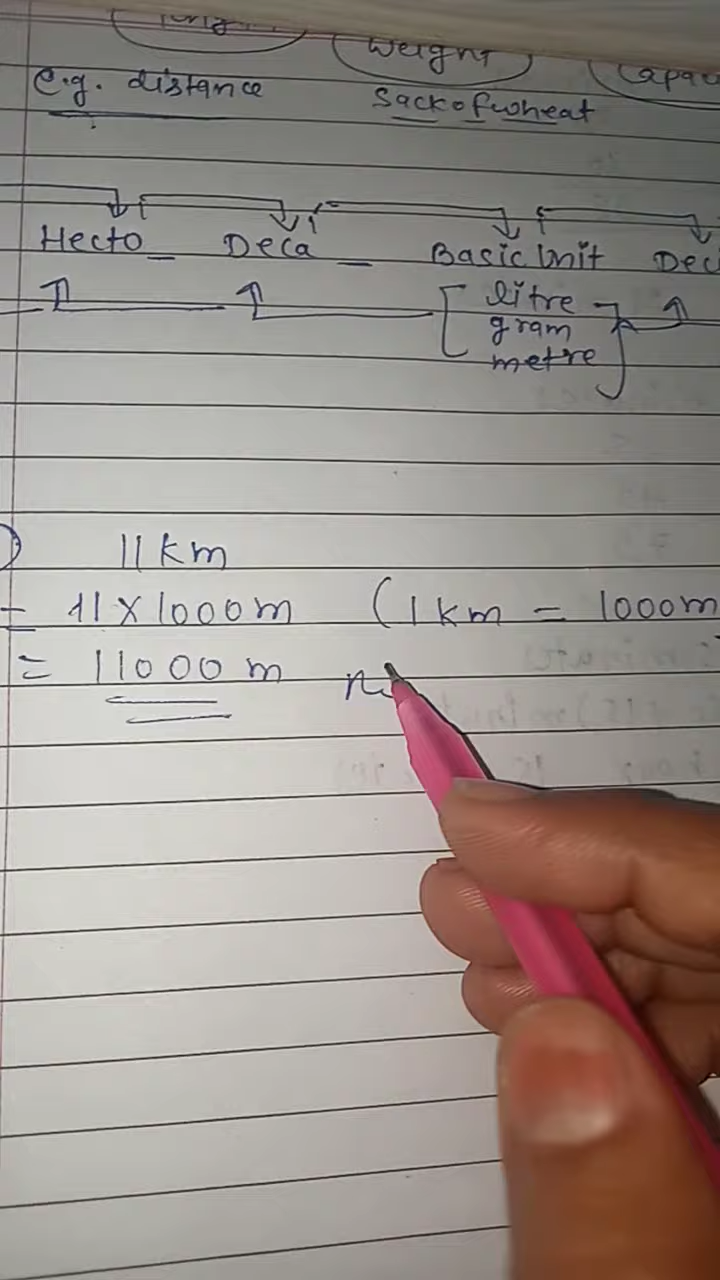 Weight
e.g. distance Sack of wheat
Hecto Deca Basic Unit
litre
gram
metre
11 km
= 11 X 1000 m (1 km = 1000 m
= 11000 m